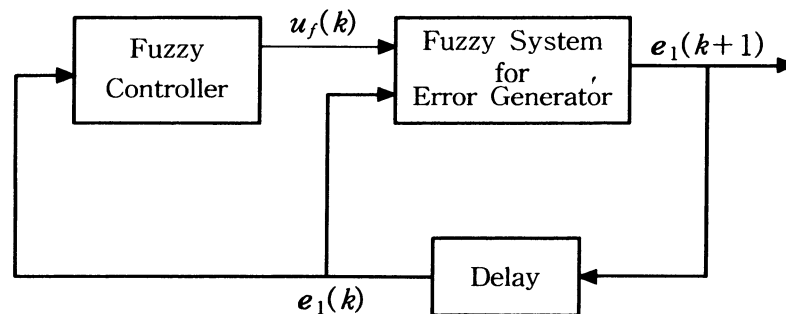 Fuzzy
Controller
u_f(k)
Fuzzy System
for
Error Generator
e_1(k+1)
Delay
e_1(k)